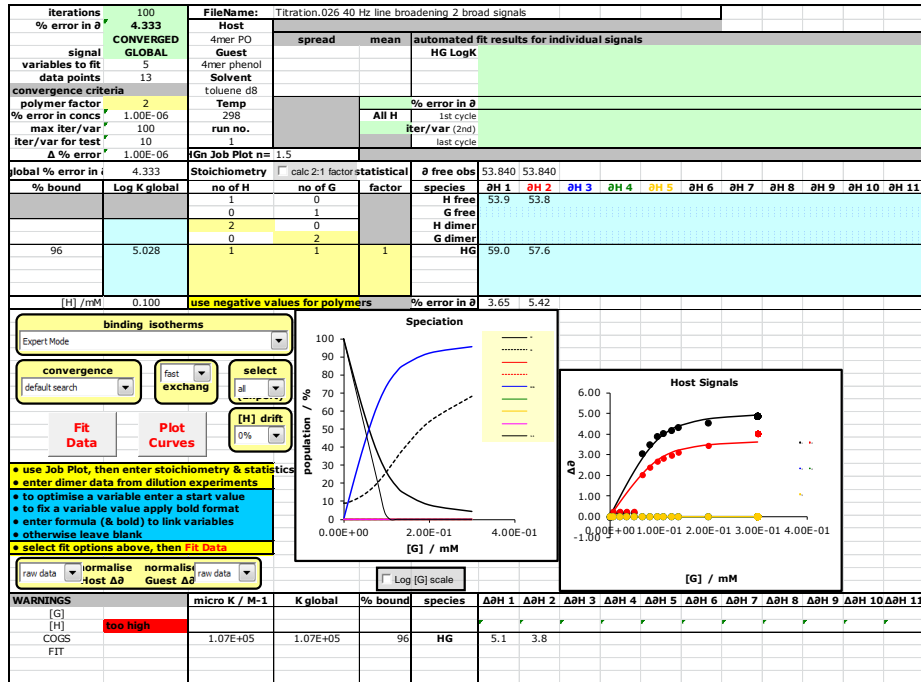 iterations 100 FileName: Titration.026 40 Hz line broadening 2 broad signals
% error in ∂ 4.333 Host
CONVERGED 4mer PO spread mean automated fit results for individual signals
signal GLOBAL Guest HG LogK
variables to fit 5 4mer phenol
data points 13 Solvent
convergence criteria toluene d8
polymer factor 2 Temp % error in ∂
% error in concs 1.00E-06 298 All H 1st cycle
max iter/var 100 run no. iter/var (2nd)
iter/var for test 10 1 last cycle
Δ % error 1.00E-06 HGn Job Plot n= 1.5
global % error in ∂ 4.333 Stoichiometry calc 2:1 factor statistical ∂ free obs 53.840 53.840
% bound Log K global no of H no of G factor species ∂H 1 ∂H 2 ∂H 3 ∂H 4 ∂H 5 ∂H 6 ∂H 7 ∂H 8 ∂H 9 ∂H 10 ∂H 11
1 0 H free 53.9 53.8
0 1 G free
2 0 H dimer
0 2 G dimer
96 5.028 1 1 1 HG 59.0 57.6
[H] /mM 0.100 use negative values for polymers % error in ∂ 3.65 5.42
binding isotherms
Expert Mode
convergence
default search
fast
exchang
select
all
[H] drift
0%
Fit
Data
Plot
Curves
• use Job Plot, then enter stoichiometry & statistics
• enter dimer data from dilution experiments
• to optimise a variable enter a start value
• to fix a variable value apply bold format
• enter formula (& bold) to link variables
• otherwise leave blank
• select fit options above, then Fit Data
raw data normalise Host Δ∂ normalise Guest Δ∂ raw data
Speciation
population / %
100
90
80
70
60
50
40
30
20
10
0
0.00E+00 2.00E-01 4.00E-01
[G] / mM
Log [G] scale
Host Signals
Δ∂
6.00
5.00
4.00
3.00
2.00
1.00
0.00
-1.00
0.00E+00 1.00E-01 2.00E-01 3.00E-01 4.00E-01
[G] / mM
WARNINGS micro K / M-1 K global % bound species Δ∂H 1 Δ∂H 2 Δ∂H 3 Δ∂H 4 Δ∂H 5 Δ∂H 6 Δ∂H 7 Δ∂H 8 Δ∂H 9 Δ∂H 10 Δ∂H 11
[G]
[H] too high
COGS 1.07E+05 1.07E+05 96 HG 5.1 3.8
FIT